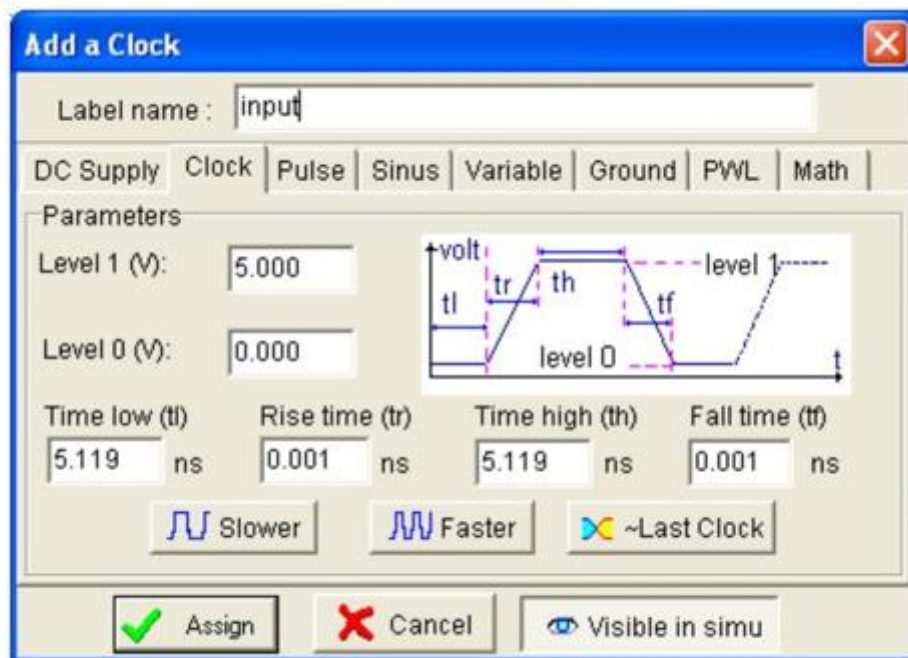 Add a Clock
Label name : input
DC Supply Clock Pulse Sinus Variable Ground PWL Math
Parameters
Level 1 (V): 5.000
Level 0 (V): 0.000
volt
level 1
tr th
tf
tl
level 0
t
Time low (tl) Rise time (tr) Time high (th) Fall time (tf)
5.119 ns 0.001 ns 5.119 ns 0.001 ns
Slower Faster ~Last Clock
Assign Cancel Visible in simu